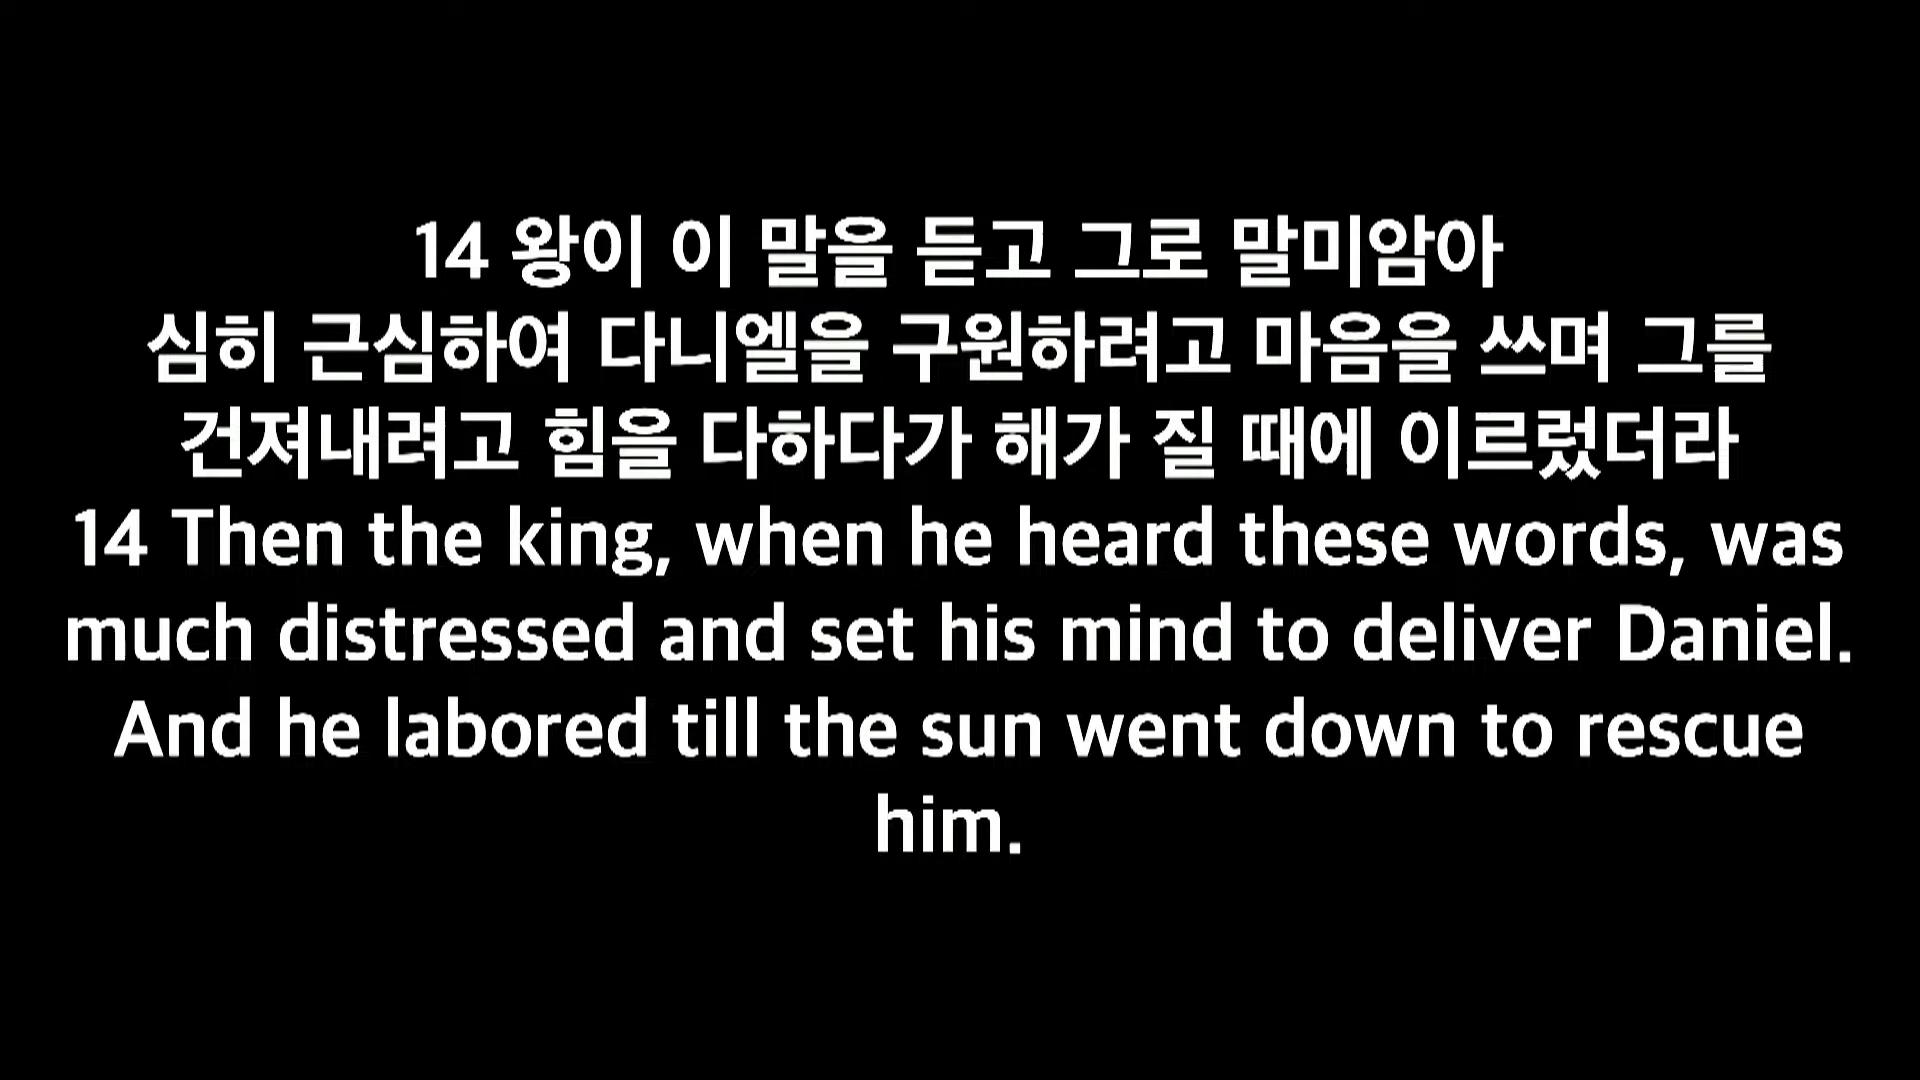 14 왕이 이 말을 듣고 그로 말미암아
심히 근심하여 다니엘을 구원하려고 마음을 쓰며 그를
건져내려고 힘을 다하다가 해가 질 때에 이르렀더라
14 Then the king, when he heard these words, was
much distressed and set his mind to deliver Daniel.
And he labored till the sun went down to rescue
him.